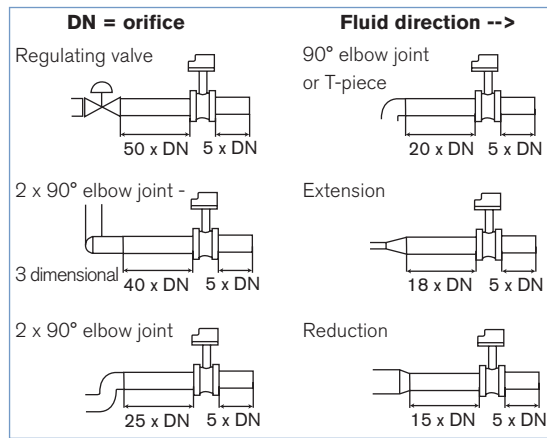 DN = orifice
Fluid direction -->
Regulating valve
50 x DN 5 x DN
90° elbow joint
or T-piece
20 x DN 5 x DN
2 x 90° elbow joint -
3 dimensional
40 x DN 5 x DN
Extension
18 x DN 5 x DN
2 x 90° elbow joint
25 x DN 5 x DN
Reduction
15 x DN 5 x DN